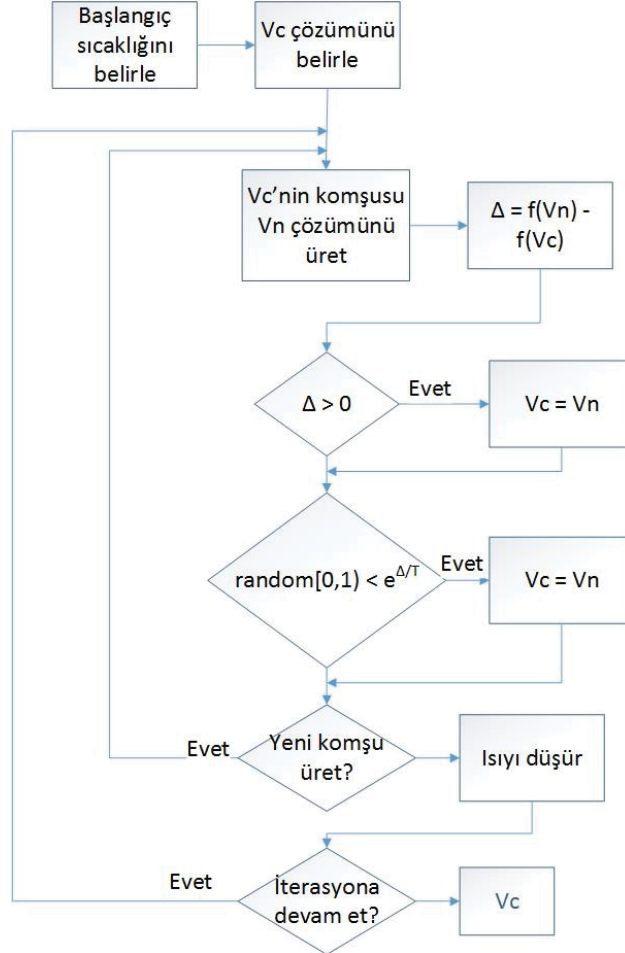 Başlangıç
sıcaklığını
belirle
Vc çözümünü
belirle
Vc'nin komşusu
Vn çözümünü
üret
Δ = f(Vn) -
f(Vc)
Δ > 0
Evet
Vc = Vn
random[0,1) < e^Δ/T
Evet
Vc = Vn
Yeni komşu
üret?
Evet
Isıyı düşür
İterasyona
devam et?
Evet
Vc